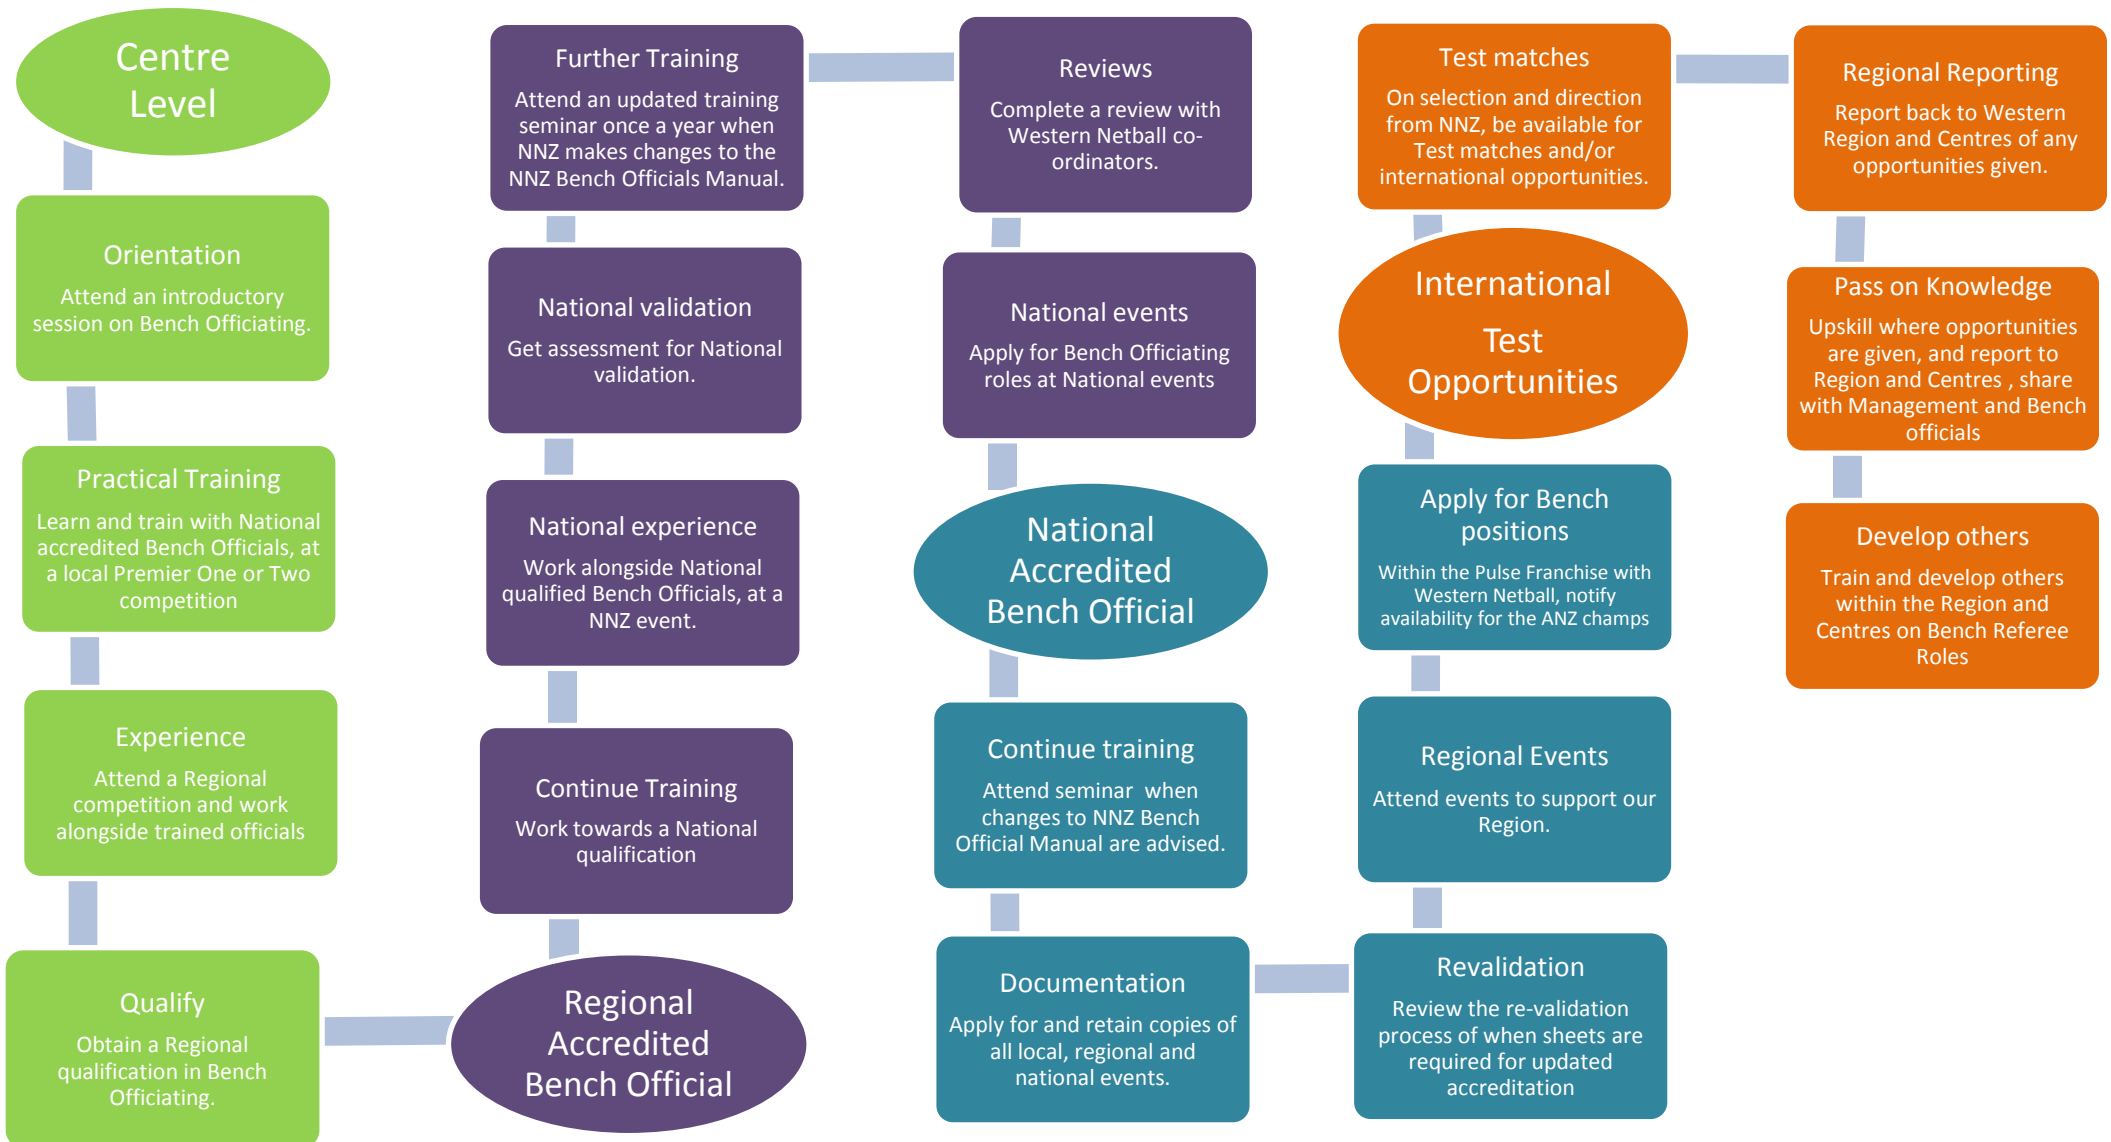 Centre
Level
Orientation
Attend an introductory
session on Bench Officiating.
Practical Training
Learn and train with National
accredited Bench Officials, at
a local Premier One or Two
competition
Experience
Attend a Regional
competition and work
alongside trained officials
Qualify
Obtain a Regional
qualification in Bench
Officiating.
Regional
Accredited
Bench Official
Continue Training
Work towards a National
qualification
National experience
Work alongside National
qualified Bench Officials, at a
NNZ event.
National validation
Get assessment for National
validation.
Further Training
Attend an updated training
seminar once a year when
NNZ makes changes to the
NNZ Bench Officials Manual.
Reviews
Complete a review with
Western Netball co-
ordinators.
National events
Apply for Bench Officiating
roles at National events
National
Accredited
Bench Official
Continue training
Attend seminar  when
changes to NNZ Bench
Official Manual are advised.
Documentation
Apply for and retain copies of
all local, regional and
national events.
Revalidation
Review the re-validation
process of when sheets are
required for updated
accreditation
Regional Events
Attend events to support our
Region.
Apply for Bench
positions
Within the Pulse Franchise with
Western Netball, notify
availability for the ANZ champs
International
Test
Opportunities
Test matches
On selection and direction
from NNZ, be available for
Test matches and/or
international opportunities.
Regional Reporting
Report back to Western
Region and Centres of any
opportunities given.
Pass on Knowledge
Upskill where opportunities
are given, and report to
Region and Centres , share
with Management and Bench
officials
Develop others
Train and develop others
within the Region and
Centres on Bench Referee
Roles